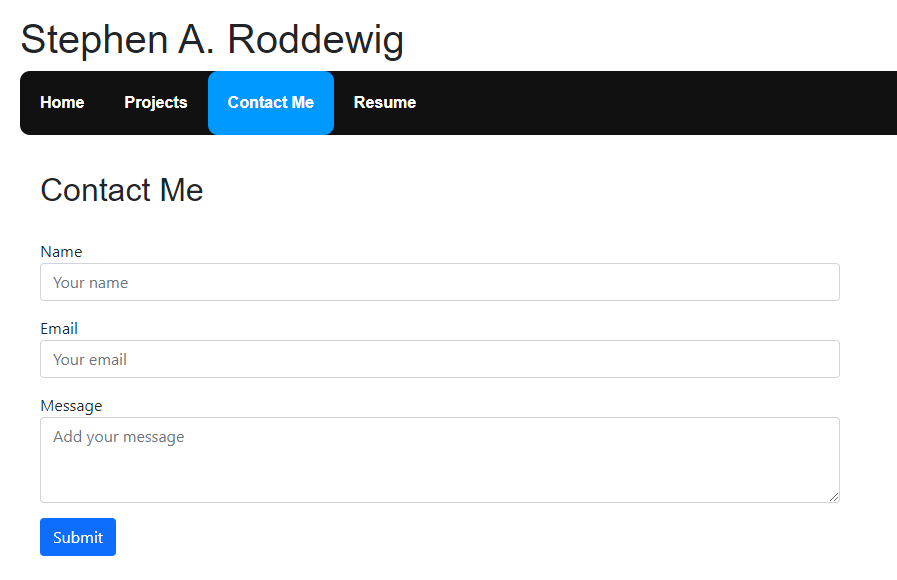 Stephen A. Roddewig
Home Projects Contact Me Resume
Contact Me
Name
Your name
Email
Your email
Message
Add your message
Submit